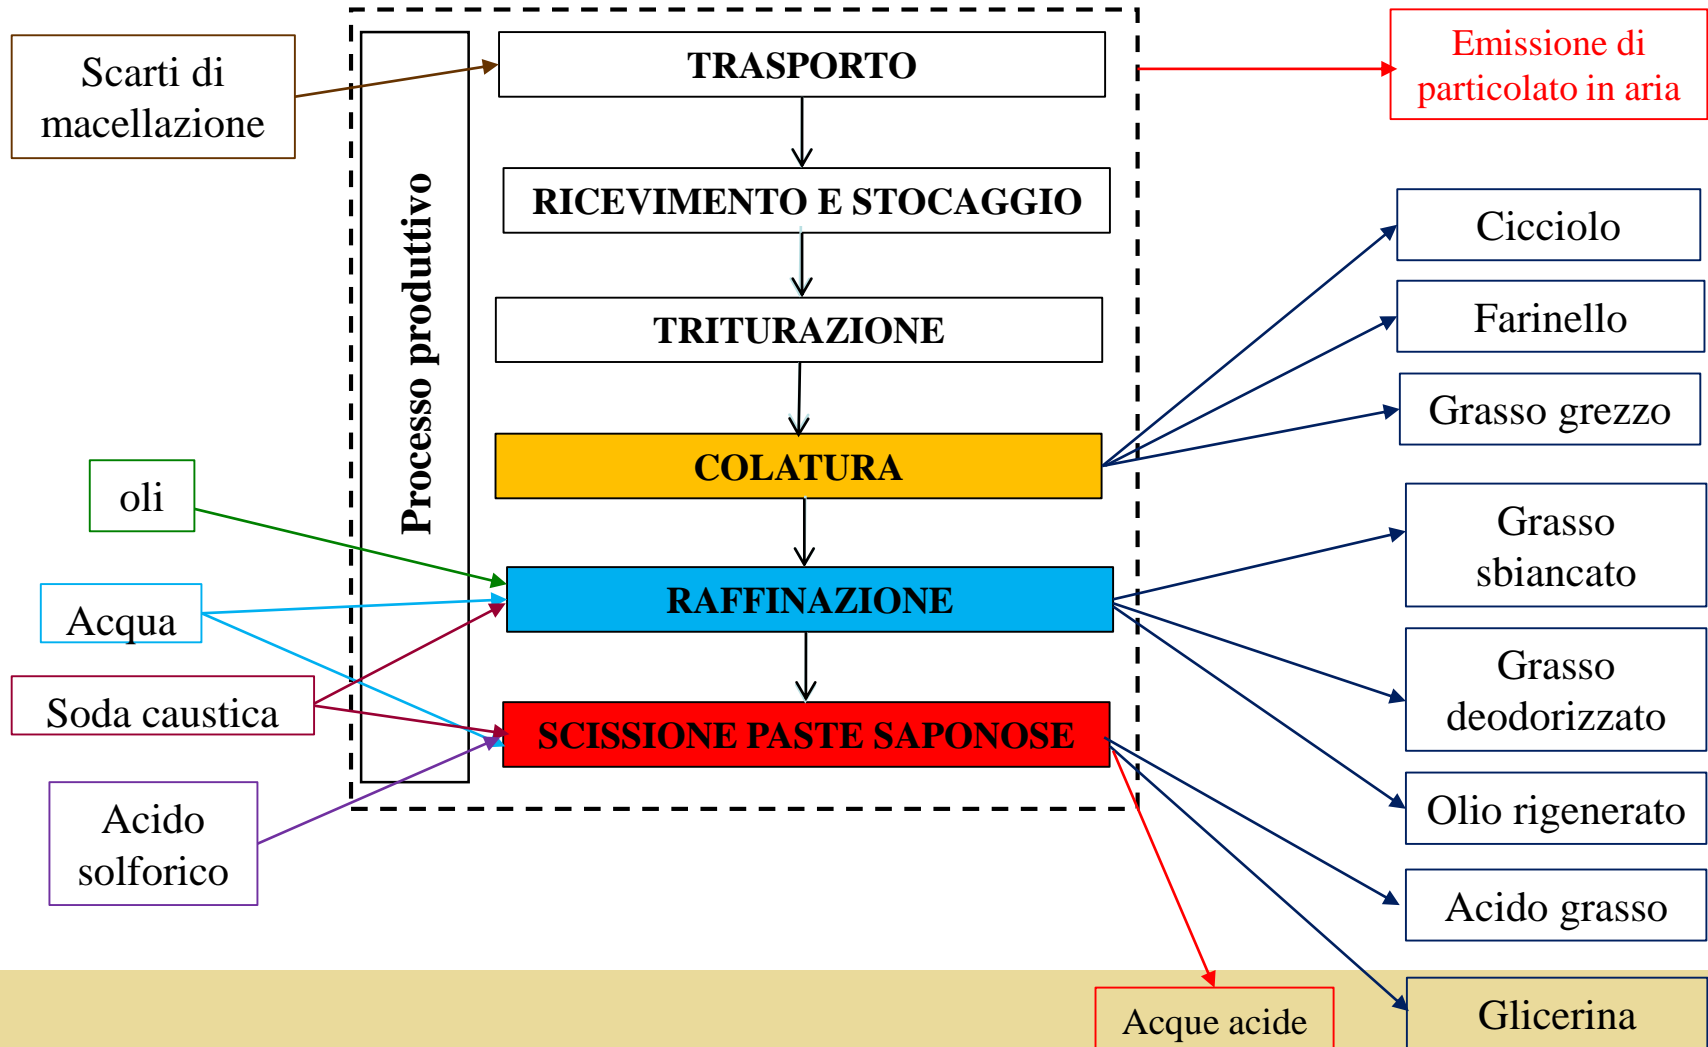 Scarti di
macellazione
TRASPORTO
Emissione di
particolato in aria
Processo produttivo
RICEVIMENTO E STOCAGGIO
Cicciolo
TRITURAZIONE
Farinello
Grasso grezzo
COLATURA
oli
Grasso
sbiancato
Acqua
RAFFINAZIONE
Grasso
deodorizzato
Soda caustica
SCISSIONE PASTE SAPONOSE
Olio rigenerato
Acido
solforico
Acido grasso
Acque acide
Glicerina